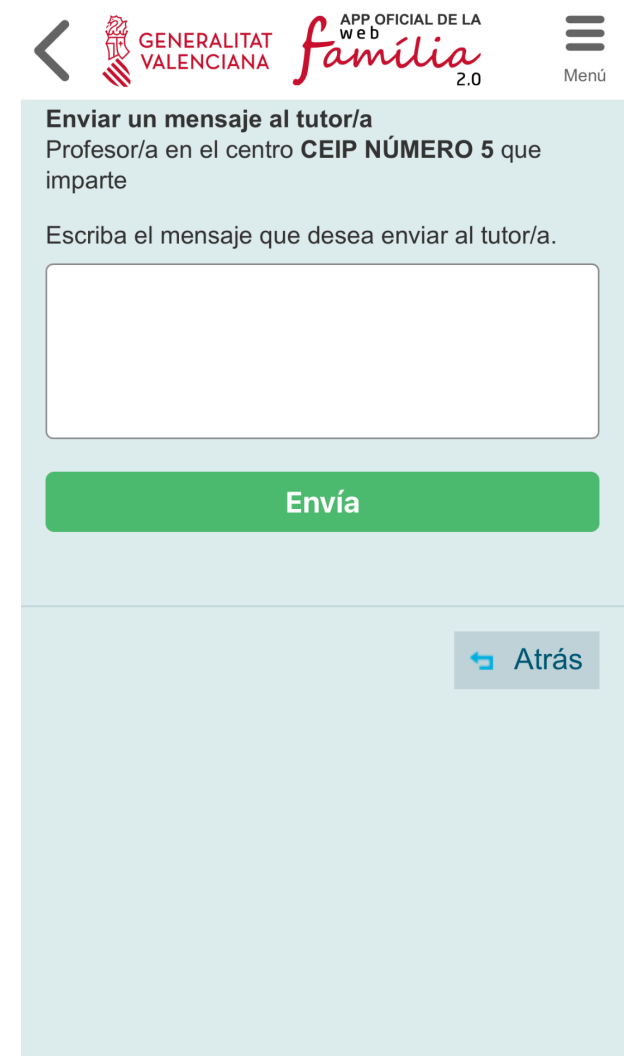 GENERALITAT
VALENCIANA
APP OFICIAL DE LA
web
família
2.0
Menú
Enviar un mensaje al tutor/a
Profesor/a en el centro CEIP NÚMERO 5 que
imparte
Escriba el mensaje que desea enviar al tutor/a.
Envía
Atrás